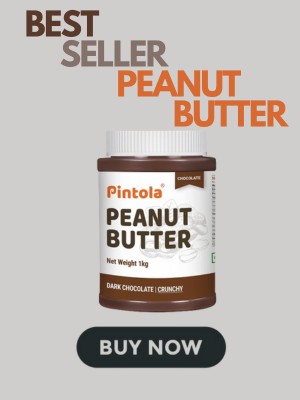 BEST
SELLER
PEANUT
BUTTER
CHOCOLATE
Pintola®
PEANUT
BUTTER
Net Weight 1kg
DARK CHOCOLATE | CRUNCHY
BUY NOW